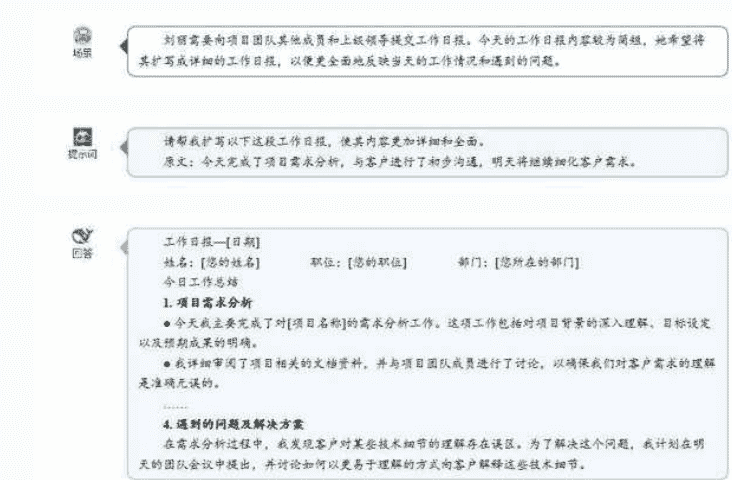 场景
刘丽需要向项目团队其他成员和上级领导提交工作日报。今天的工作日报内容较为简短，她希望将
其扩写成详细的工作日报，以便更全面地反映当天的工作情况和遇到的问题。
提示词
请帮我扩写以下这段工作日报，使其内容更加详细和全面。
原文：今天完成了项目需求分析，与客户进行了初步沟通，明天将继续细化客户需求。
回答
工作日报—[日期]
姓名：[您的姓名] 职位：[您的职位] 部门：[您所在的部门]
今日工作总结
1. 项目需求分析
●今天我主要完成了对[项目名称]的需求分析工作。这项工作包括对项目背景的深入理解、目标设定
以及预期成果的明确。
●我详细审阅了项目相关的文档资料，并与项目团队成员进行了讨论，以确保我们对客户需求的理解
是准确无误的。
……
4. 遇到的问题及解决方案
在需求分析过程中，我发现客户对某些技术细节的理解存在误区。为了解决这个问题，我计划在明
天的团队会议中提出，并讨论如何以更易于理解的方式向客户解释这些技术细节。